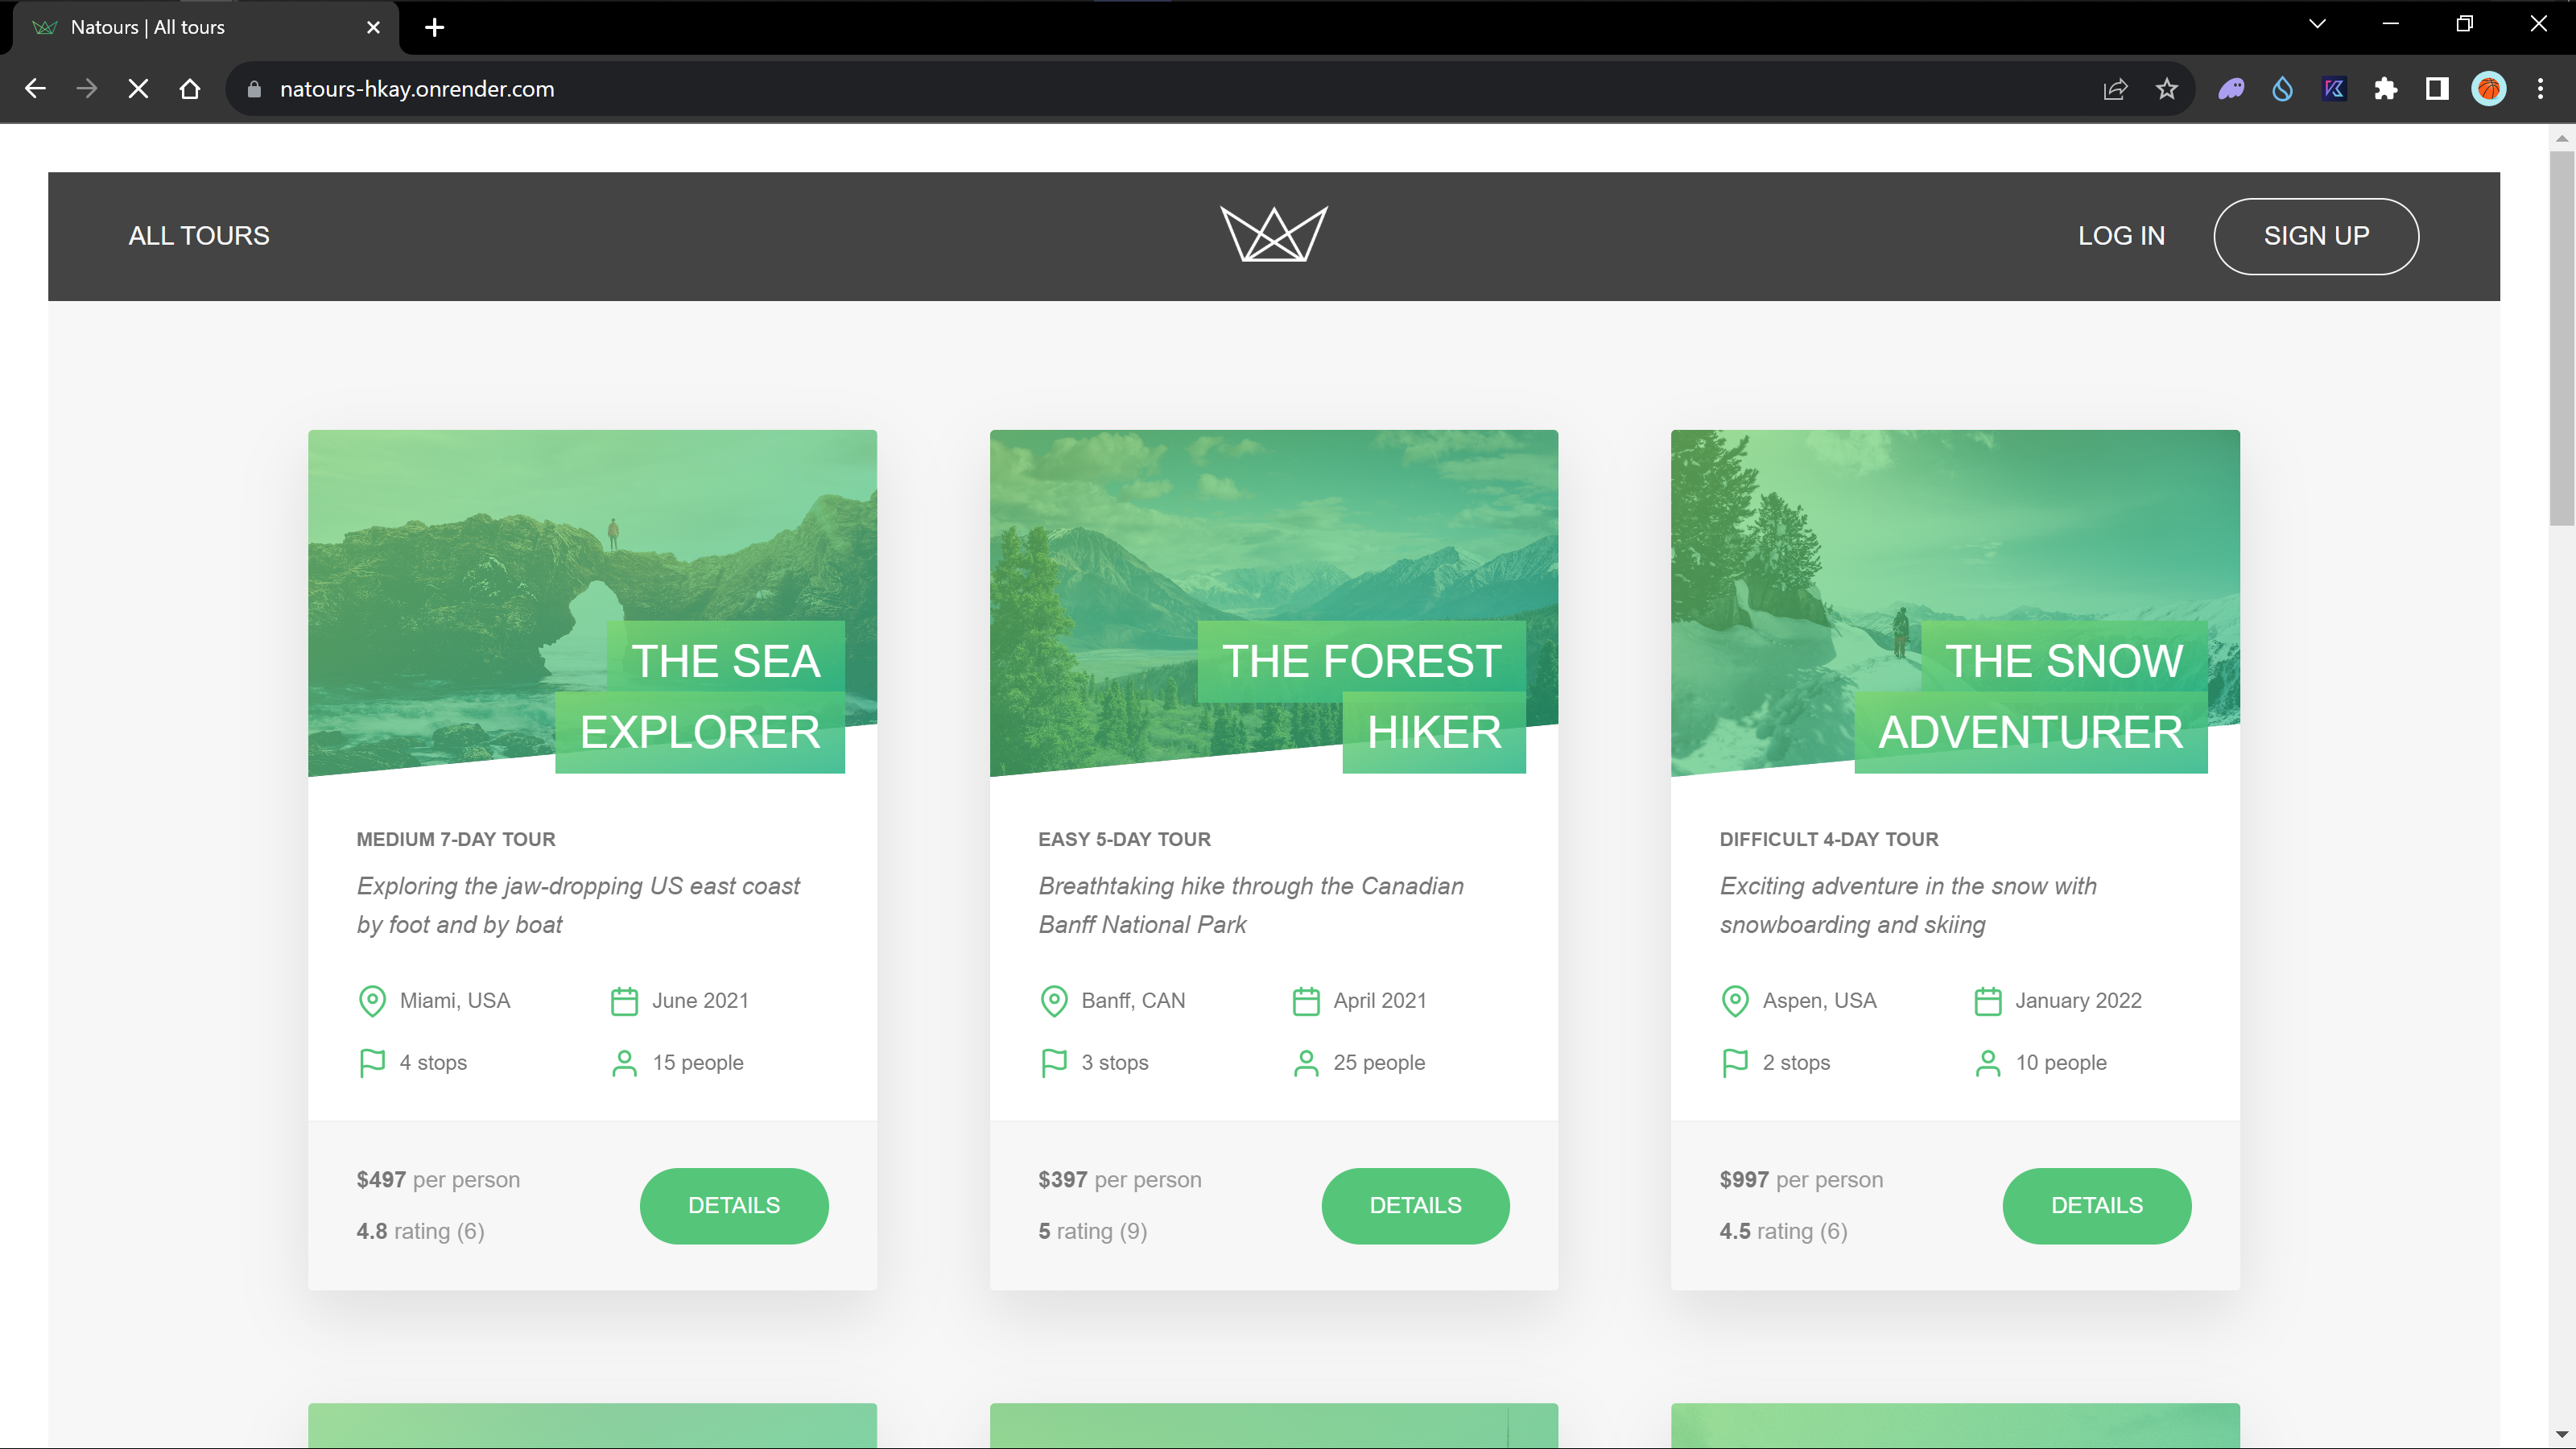 Natours | All tours
natours-hkay.onrender.com
ALL TOURS
LOG IN
SIGN UP
THE SEA
EXPLORER
MEDIUM 7-DAY TOUR
Exploring the jaw-dropping US east coast
by foot and by boat
Miami, USA
June 2021
4 stops
15 people
$497 per person
4.8 rating (6)
DETAILS
THE FOREST
HIKER
EASY 5-DAY TOUR
Breathtaking hike through the Canadian
Banff National Park
Banff, CAN
April 2021
3 stops
25 people
$397 per person
5 rating (9)
DETAILS
THE SNOW
ADVENTURER
DIFFICULT 4-DAY TOUR
Exciting adventure in the snow with
snowboarding and skiing
Aspen, USA
January 2022
2 stops
10 people
$997 per person
4.5 rating (6)
DETAILS